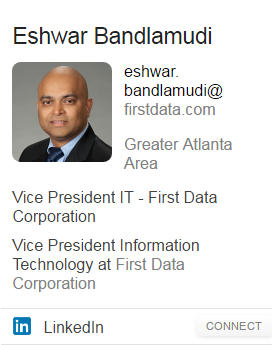 Eshwar Bandlamudi
eshwar.
bandlamudi@
firstdata.com
Greater Atlanta
Area
Vice President IT - First Data
Corporation
Vice President Information
Technology at First Data
Corporation
in LinkedIn CONNECT